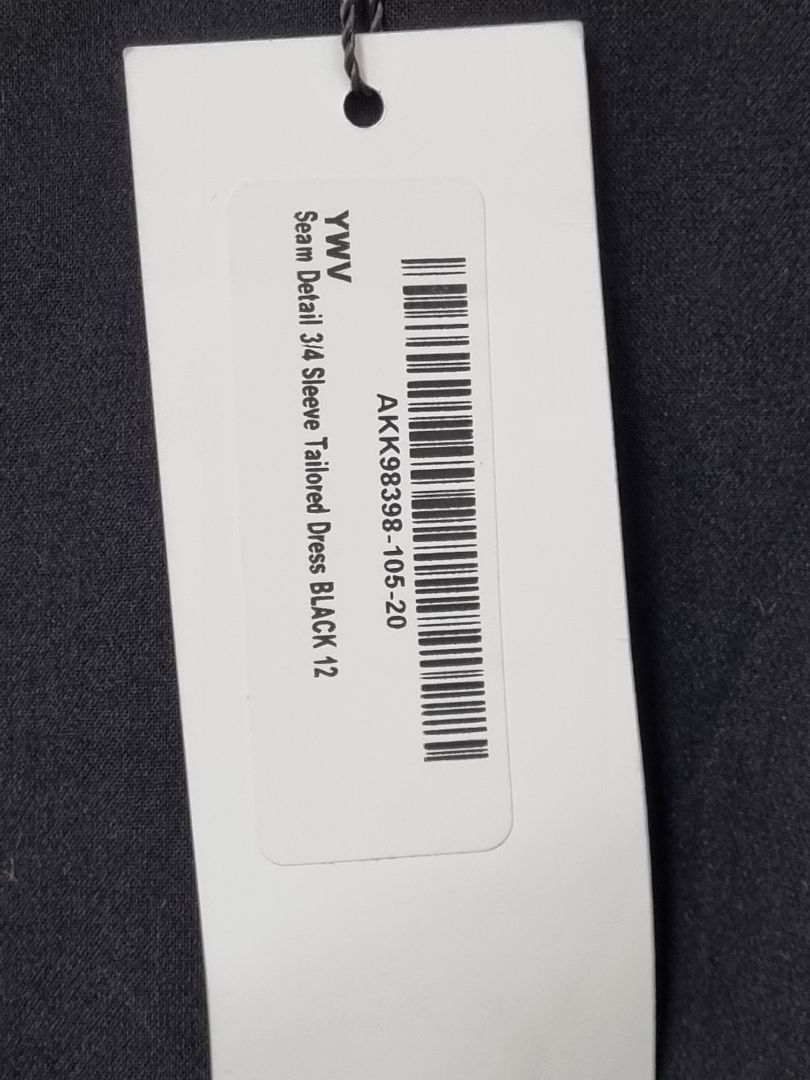 AKK98398-105-20
YWV
Seam Detail 3/4 Sleeve Tailored Dress BLACK 12